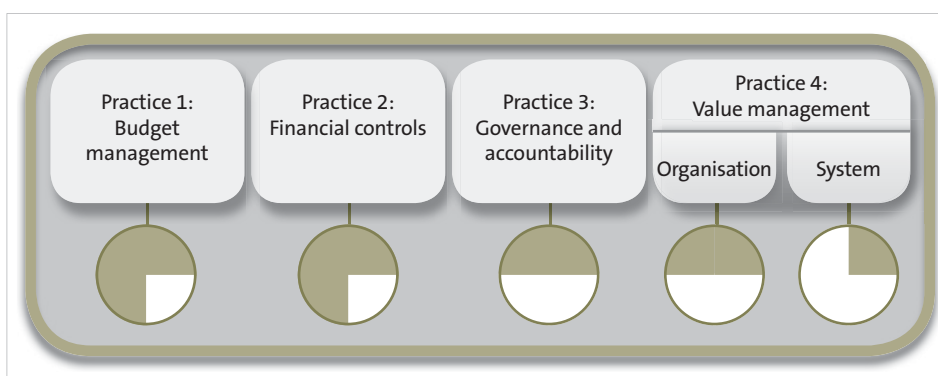 Practice 1:
Budget
management
Practice 2:
Financial controls
Practice 3:
Governance and
accountability
Practice 4:
Value management
Organisation
System